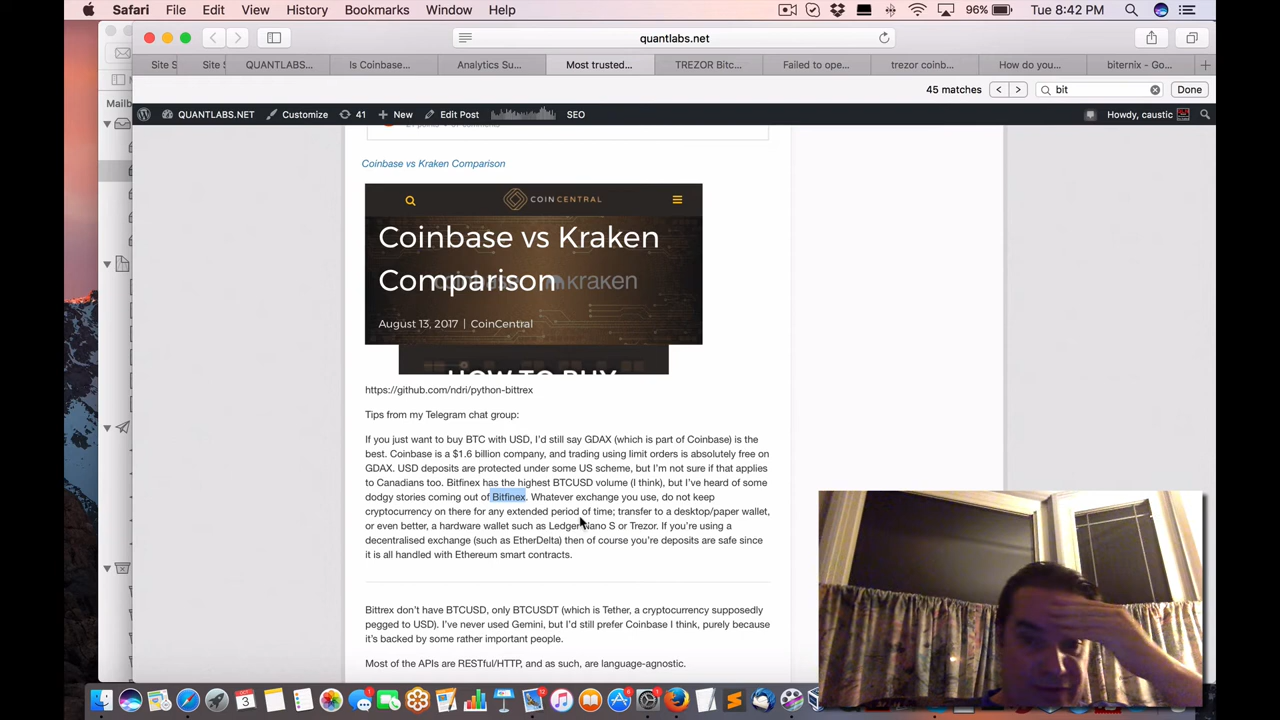 Safari File Edit View History Bookmarks Window Help 96% Tue 8:42 PM
quantlabs.net
Site S Site S QUANTLABS... Is Coinbase... Analytics Su... Most trusted... TREZOR Bitc... Failed to ope... trezor coinb... How do you... biternix - Go...
45 matches bit Done
Mailb
QUANTLABS.NET Customize 41 New Edit Post SEO Howdy, caustic
Coinbase vs Kraken Comparison
COINCENTRAL
Coinbase vs Kraken
Comparison
coinbase kraken
August 13, 2017 | CoinCentral
HOW TO BUY
https://github.com/ndri/python-bittrex
Tips from my Telegram chat group:
If you just want to buy BTC with USD, I'd still say GDAX (which is part of Coinbase) is the
best. Coinbase is a $1.6 billion company, and trading using limit orders is absolutely free on
GDAX. USD deposits are protected under some US scheme, but I'm not sure if that applies
to Canadians too. Bitfinex has the highest BTCUSD volume (I think), but I've heard of some
dodgy stories coming out of Bitfinex. Whatever exchange you use, do not keep
cryptocurrency on there for any extended period of time; transfer to a desktop/paper wallet,
or even better, a hardware wallet such as Ledger Nano S or Trezor. If you're using a
decentralised exchange (such as EtherDelta) then of course you're deposits are safe since
it is all handled with Ethereum smart contracts.
Bittrex don't have BTCUSD, only BTCUSDT (which is Tether, a cryptocurrency supposedly
pegged to USD). I've never used Gemini, but I'd still prefer Coinbase I think, purely because
it's backed by some rather important people.
Most of the APIs are RESTful/HTTP, and as such, are language-agnostic.